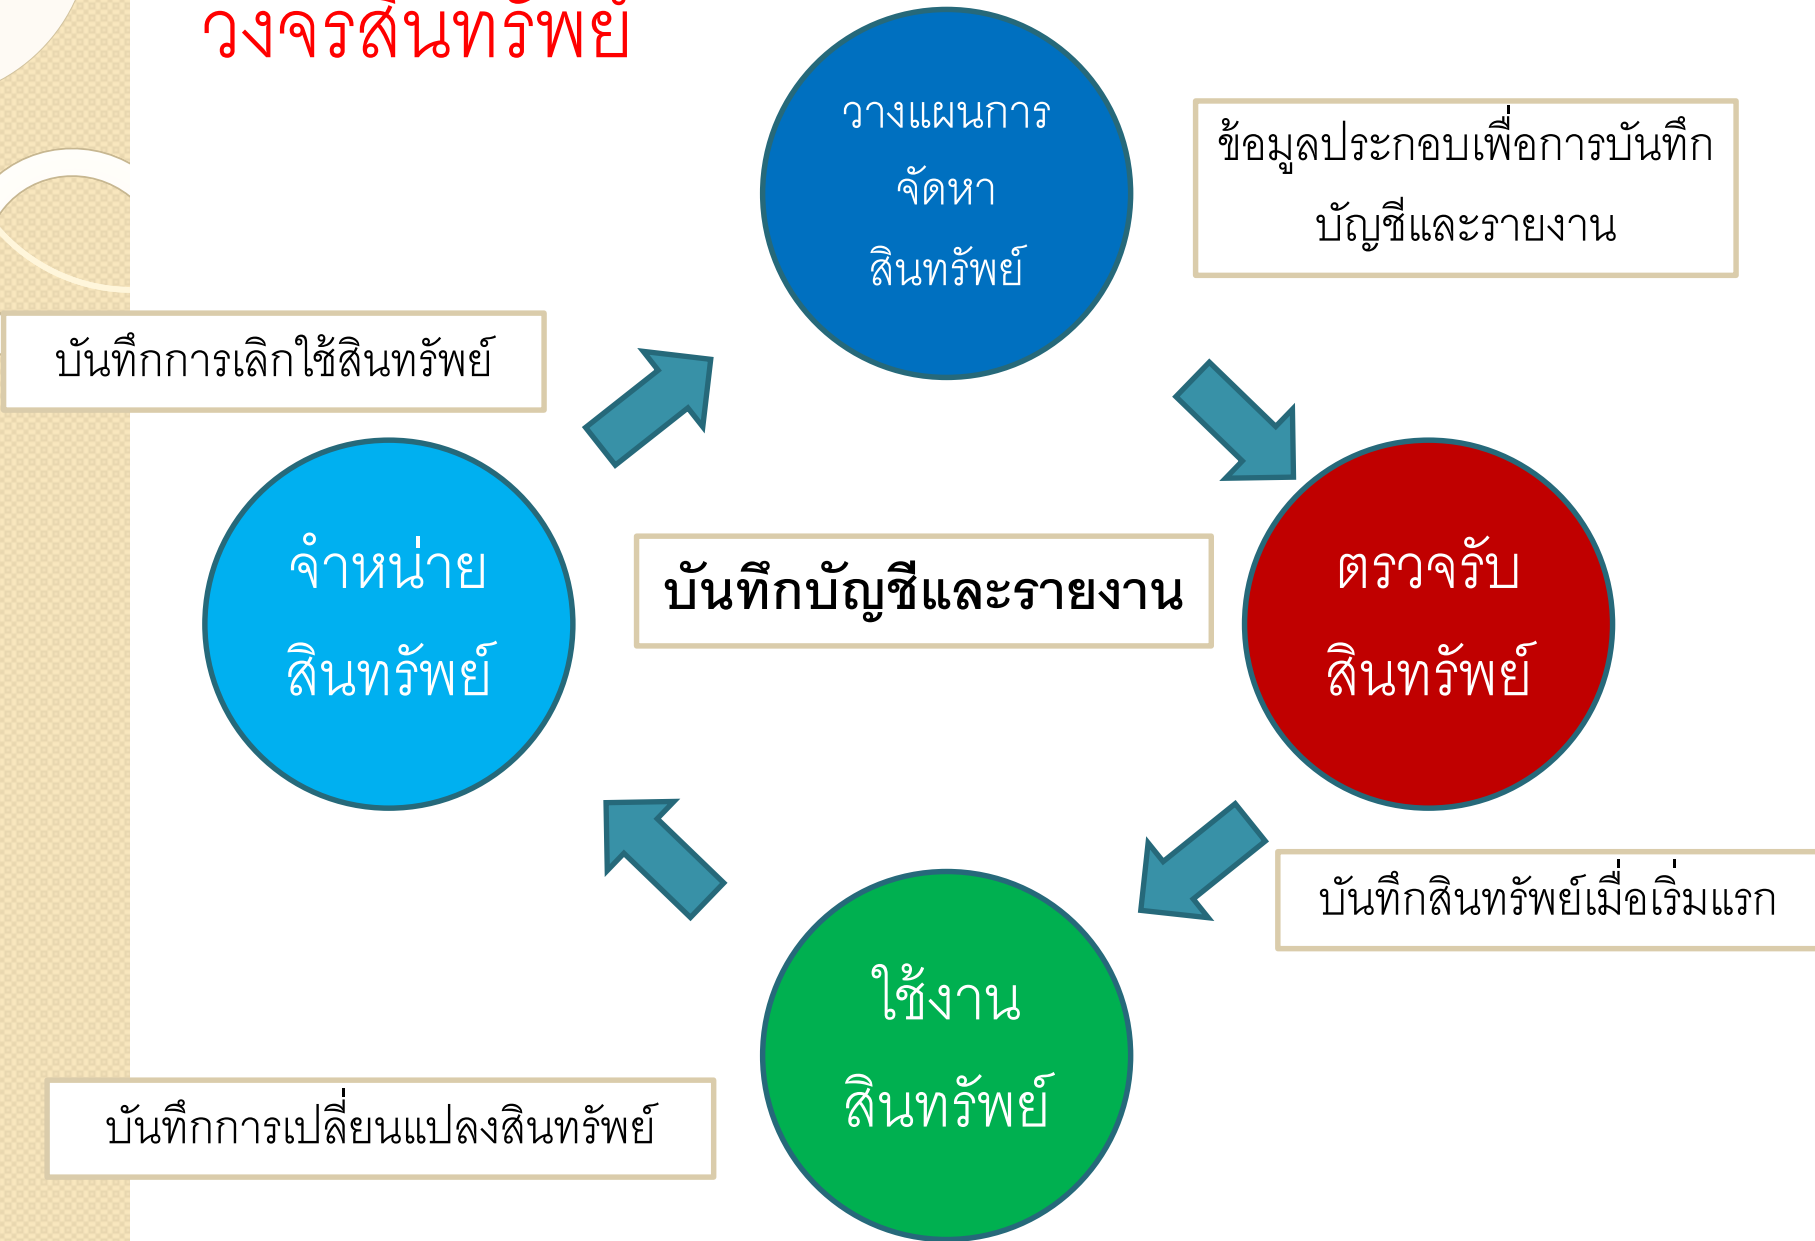 วงจรสินทรัพย์
วางแผนการ
จัดหา
สินทรัพย์
ข้อมูลประกอบเพื่อการบันทึก
บัญชีและรายงาน
บันทึกการเลิกใช้สินทรัพย์
จำหน่าย
สินทรัพย์
บันทึกบัญชีและรายงาน
ตรวจรับ
สินทรัพย์
บันทึกสินทรัพย์เมื่อเริ่มแรก
ใช้งาน
สินทรัพย์
บันทึกการเปลี่ยนแปลงสินทรัพย์